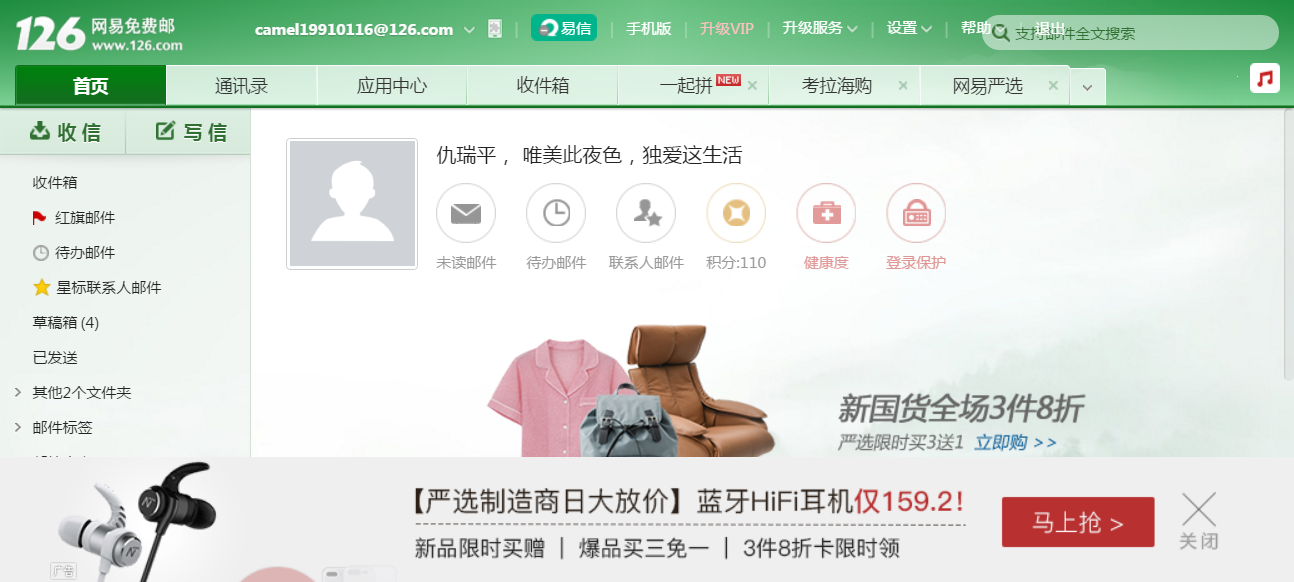 126 网易免费邮
www.126.com
camel19910116@126.com
易信
手机版
升级VIP
升级服务
设置
帮助
退出
支持邮件全文搜索
首页
通讯录
应用中心
收件箱
一起拼 NEW
考拉海购
网易严选
收信
写信
收件箱
红旗邮件
待办邮件
星标联系人邮件
草稿箱 (4)
已发送
其他2个文件夹
邮件标签
仇瑞平， 唯美此夜色，独爱这生活
未读邮件
待办邮件
联系人邮件
积分:110
健康度
登录保护
新国货全场3件8折
严选限时买3送1 立即购 >>
【严选制造商日大放价】蓝牙HiFi耳机仅159.2！
新品限时买赠 | 爆品买三免一 | 3件8折卡限时领
马上抢 >
关闭
广告